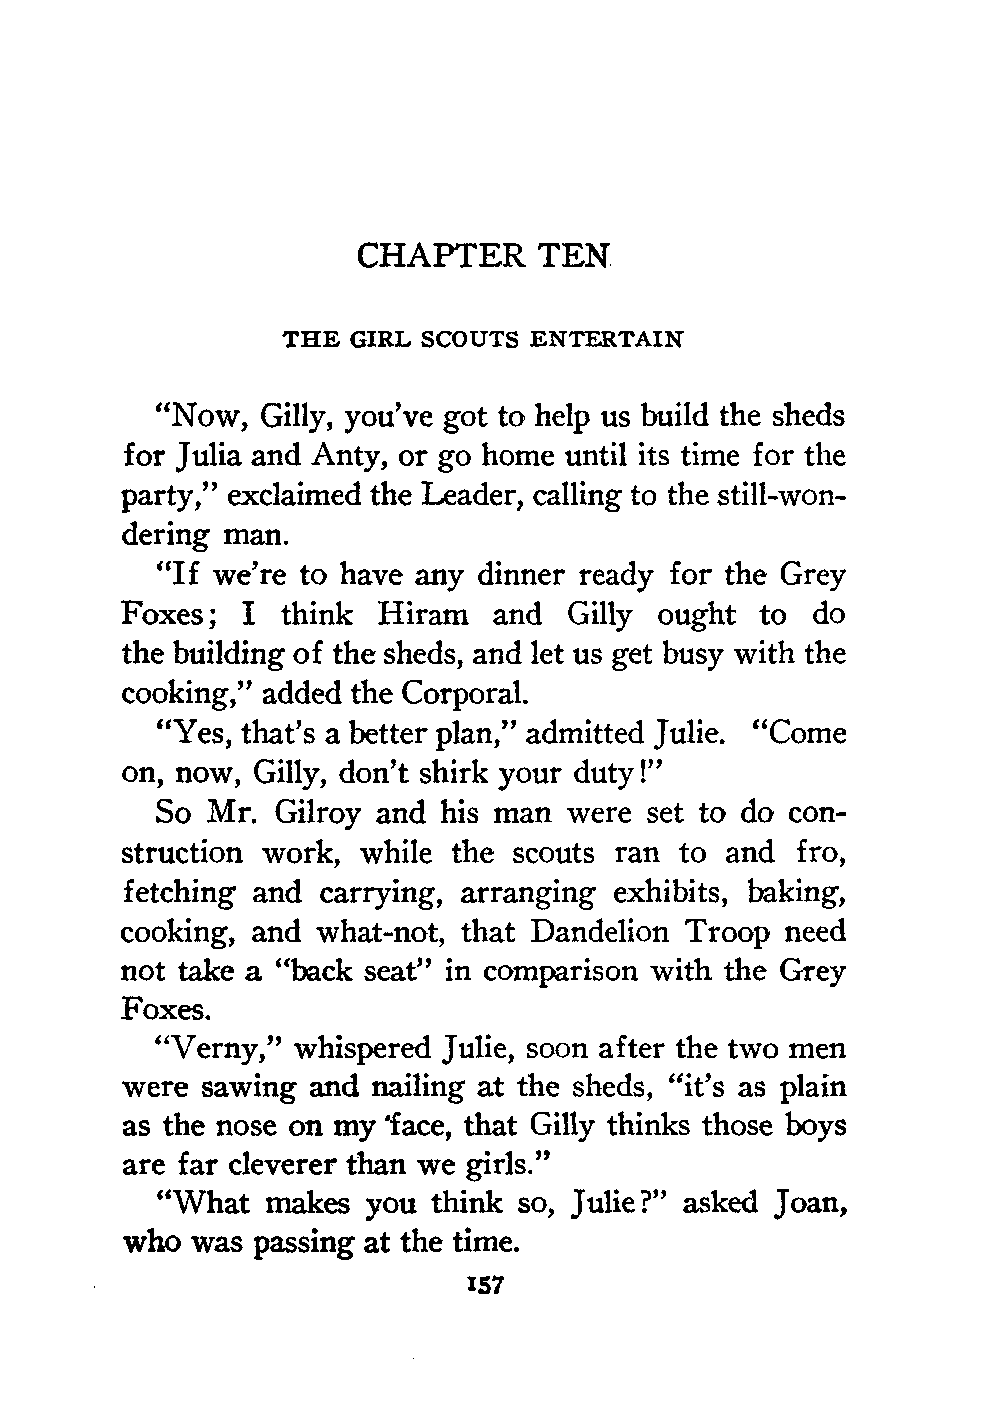 CHAPTER TEN
THE GIRL SCOUTS ENTERTAIN
"Now, Gilly, you've got to help us build the sheds
for Julia and Anty, or go home until its time for the
party," exclaimed the Leader, calling to the still-won-
dering man.
"If we're to have any dinner ready for the Grey
Foxes; I think Hiram and Gilly ought to do
the building of the sheds, and let us get busy with the
cooking," added the Corporal.
"Yes, that's a better plan," admitted Julie. "Come
on, now, Gilly, don't shirk your duty!"
So Mr. Gilroy and his man were set to do con-
struction work, while the scouts ran to and fro,
fetching and carrying, arranging exhibits, baking,
cooking, and what-not, that Dandelion Troop need
not take a "back seat" in comparison with the Grey
Foxes.
"Verny," whispered Julie, soon after the two men
were sawing and nailing at the sheds, "it's as plain
as the nose on my 'face, that Gilly thinks those boys
are far cleverer than we girls."
"What makes you think so, Julie?" asked Joan,
who was passing at the time.
157